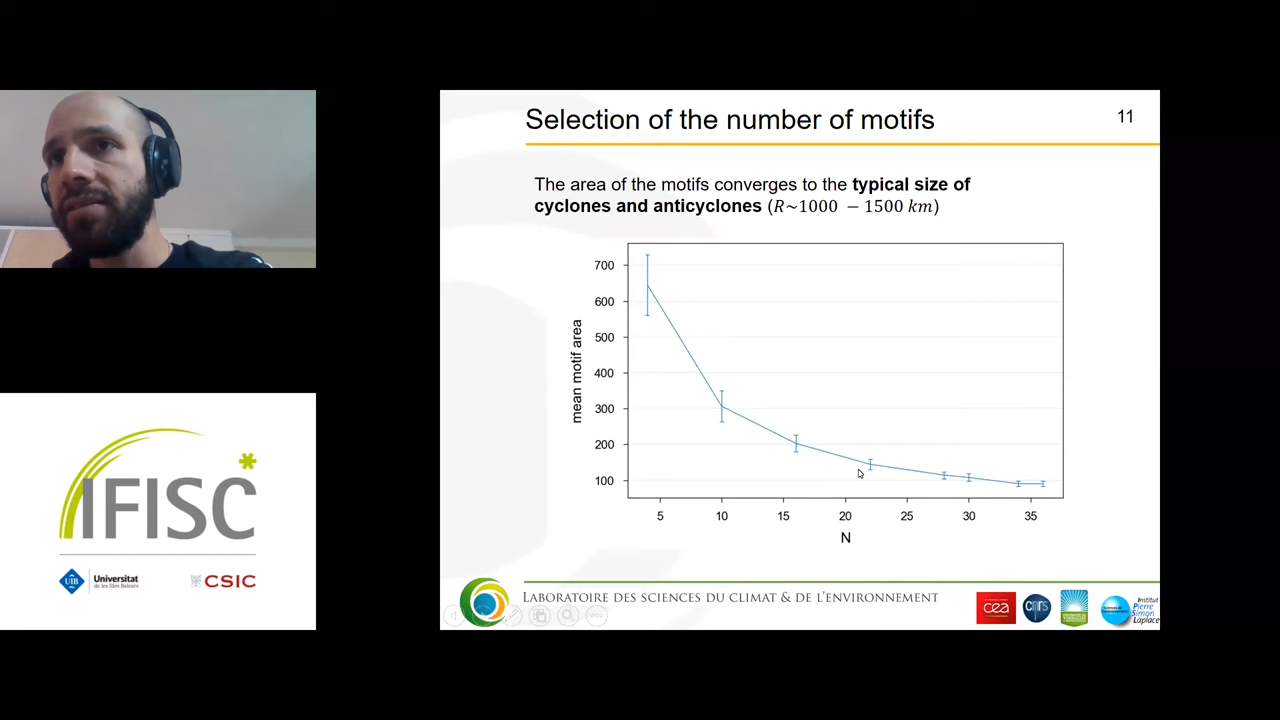 Selection of the number of motifs
11
The area of the motifs converges to the typical size of
cyclones and anticyclones (R~1000 − 1500 km)
mean motif area
700
600
500
400
300
200
100
5 10 15 20 25 30 35
N
IFISC
UIB Universitat
de les Illes Balears
CSIC
LABORATOIRE DES SCIENCES DU CLIMAT & DE L'ENVIRONNEMENT
cea
cnrs
Institut
Pierre
Simon
Laplace